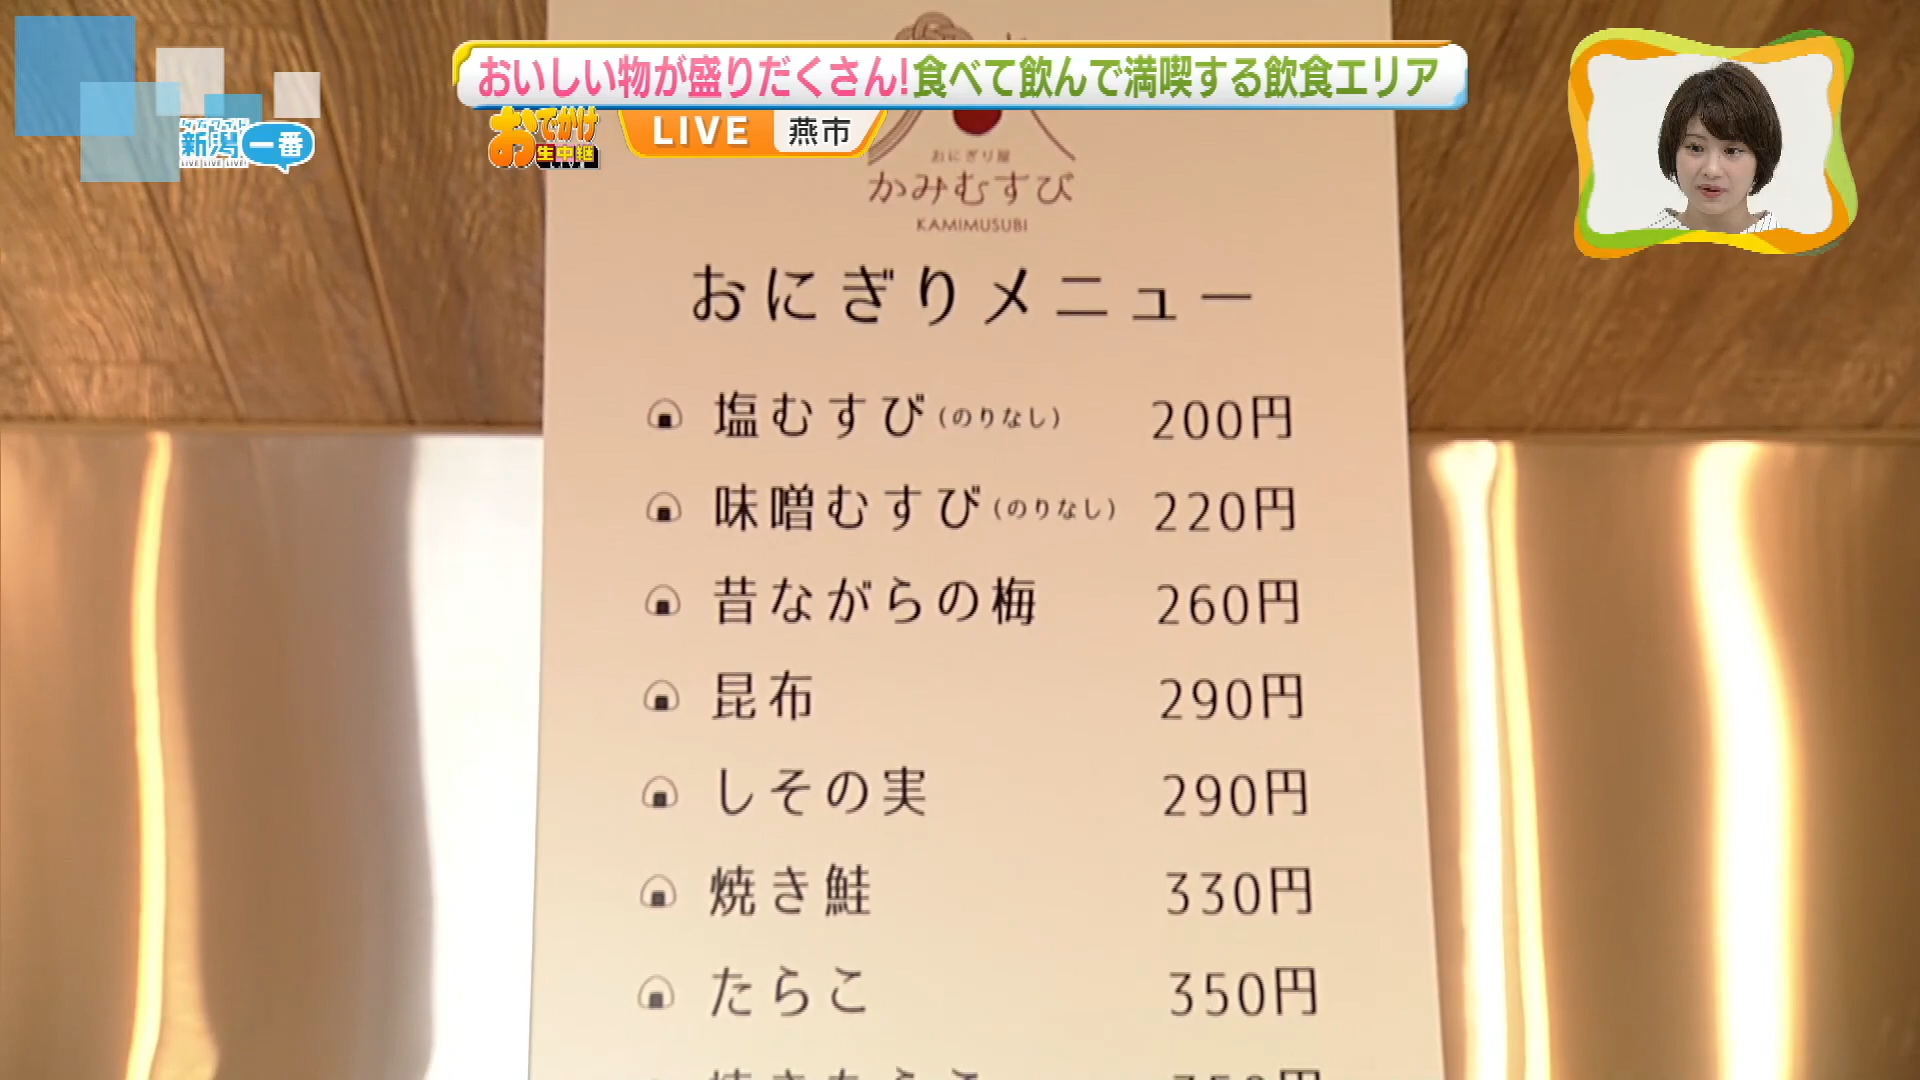 おいしい物が盛りだくさん!食べて飲んで満喫する飲食エリア
新潟一番
おでかけ生中継
LIVE 燕市
おにぎり屋
かみむすび
KAMIMUSUBI
おにぎりメニュー
塩むすび(のりなし) 200円
味噌むすび(のりなし) 220円
昔ながらの梅 260円
昆布 290円
しその実 290円
焼き鮭 330円
たらこ 350円